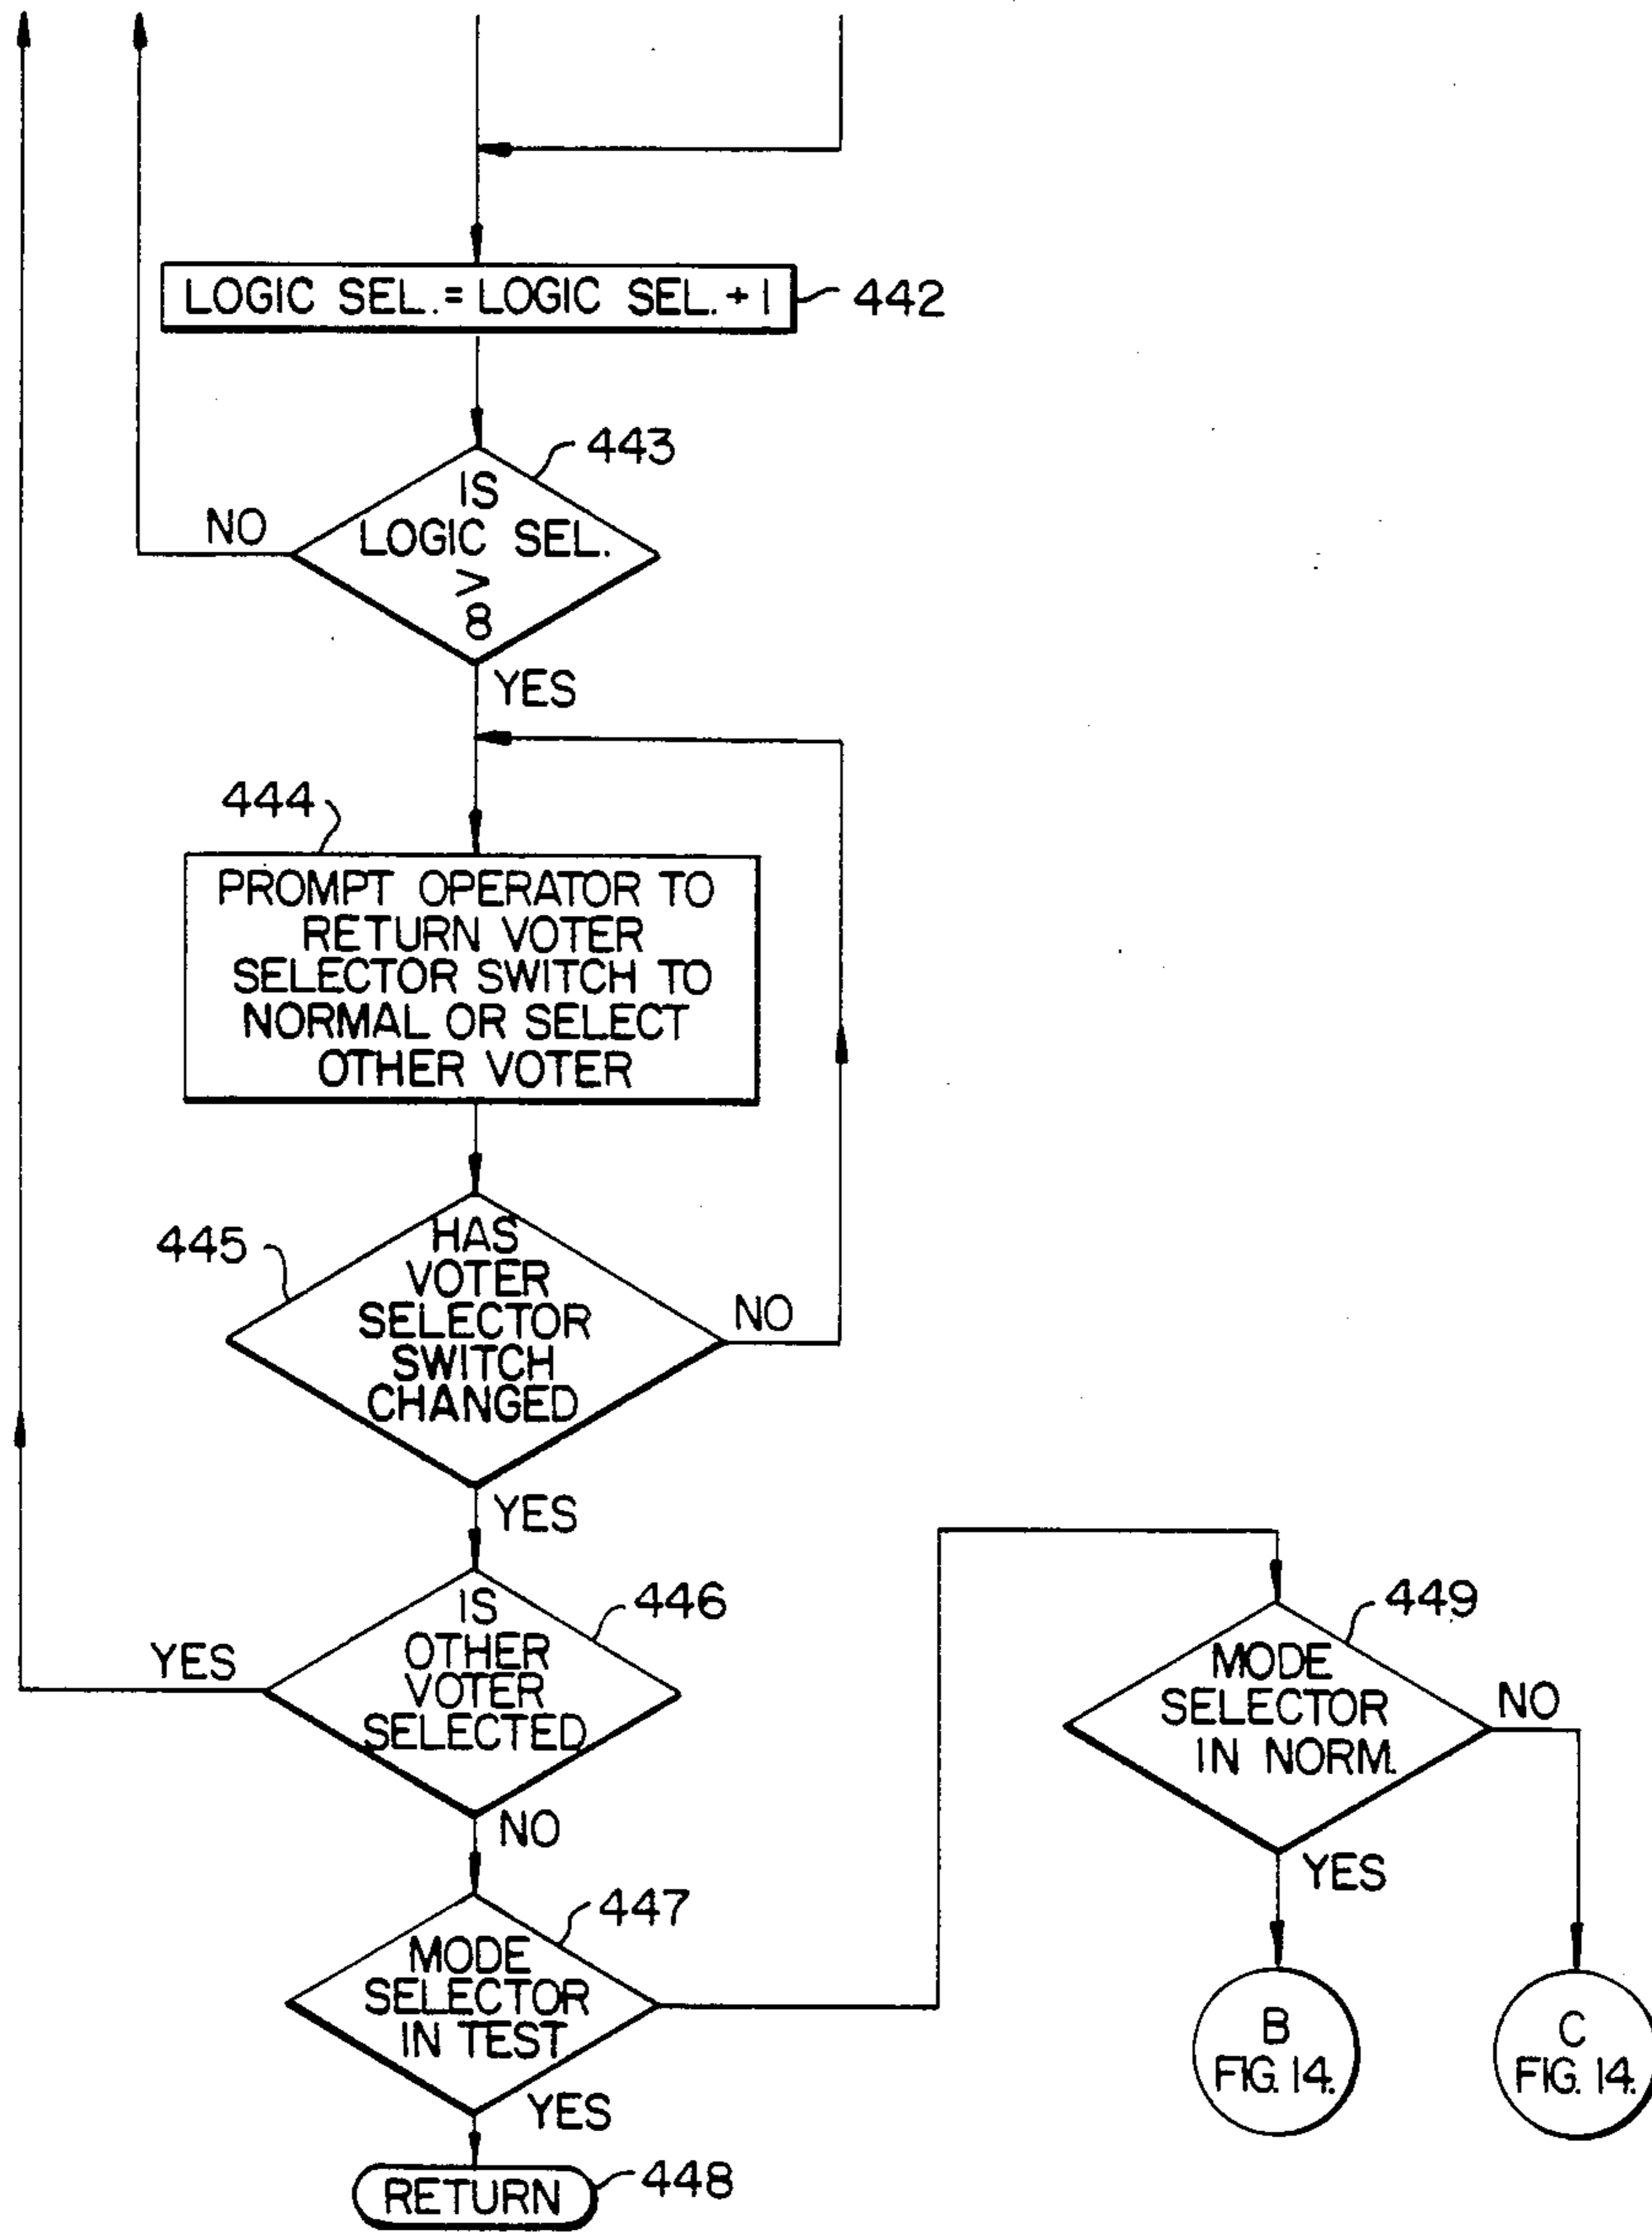 LOGIC SEL. = LOGIC SEL. + 1
442
443
IS
LOGIC SEL.
>
8
NO
YES
444
PROMPT OPERATOR TO
RETURN VOTER
SELECTOR SWITCH TO
NORMAL OR SELECT
OTHER VOTER
445
HAS
VOTER
SELECTOR
SWITCH
CHANGED
NO
YES
446
IS
OTHER
VOTER
SELECTED
YES
NO
447
MODE
SELECTOR
IN TEST
YES
RETURN
448
449
MODE
SELECTOR
IN NORM.
NO
YES
B
FIG. 14.
C
FIG. 14.